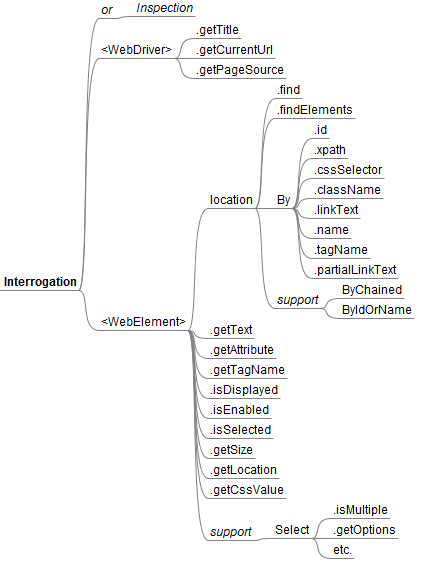 or
Inspection
<WebDriver>
.getTitle
.getCurrentUrl
.getPageSource
Interrogation
<WebElement>
location
.find
.findElements
By
.id
.xpath
.cssSelector
.className
.linkText
.name
.tagName
.partialLinkText
support
ByChained
ByIdOrName
.getText
.getAttribute
.getTagName
.isDisplayed
.isEnabled
.isSelected
.getSize
.getLocation
.getCssValue
support
Select
.isMultiple
.getOptions
etc.